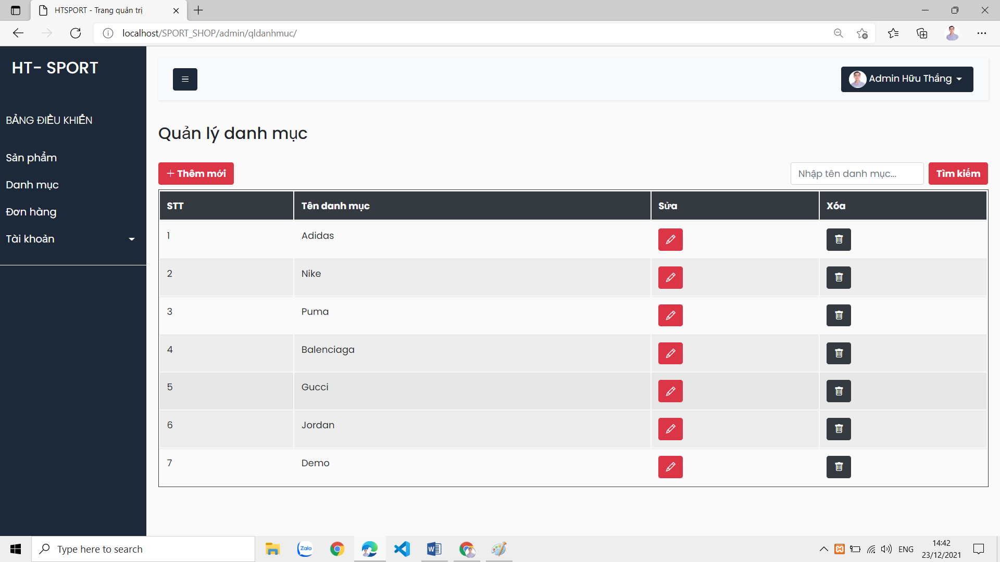 HTSPORT - Trang quản trị
localhost/SPORT_SHOP/admin/qldanhmuc/
HT- SPORT
Admin Hữu Thắng
BẢNG ĐIỀU KHIỂN
Quản lý danh mục
Sản phẩm
Danh mục
Đơn hàng
Tài khoản
+ Thêm mới
Nhập tên danh mục...
Tìm kiếm
STT Tên danh mục Sửa Xóa
1 Adidas
2 Nike
3 Puma
4 Balenciaga
5 Gucci
6 Jordan
7 Demo
Type here to search
Zalo
ENG
14:42
23/12/2021